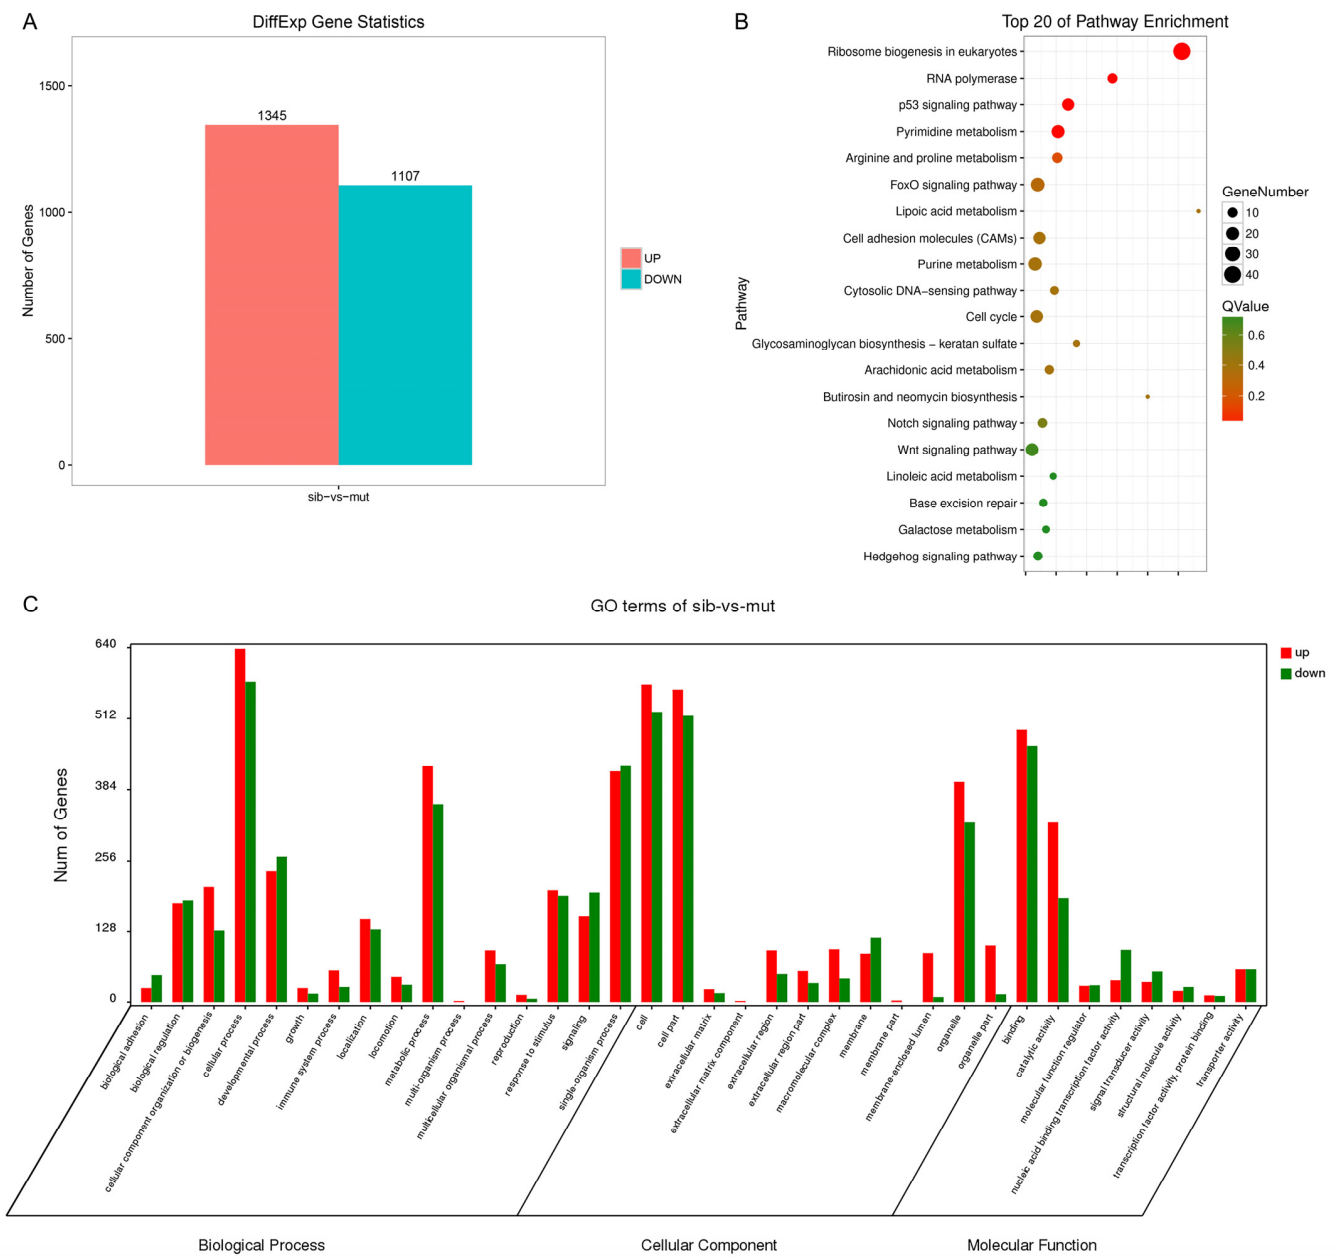 A
DiffExp Gene Statistics
1500
1000
500
0
Number of Genes
1345
1107
sib-vs-mut
UP
DOWN
B
Top 20 of Pathway Enrichment
Pathway
Ribosome biogenesis in eukaryotes
RNA polymerase
p53 signaling pathway
Pyrimidine metabolism
Arginine and proline metabolism
FoxO signaling pathway
Lipoic acid metabolism
Cell adhesion molecules (CAMs)
Purine metabolism
Cytosolic DNA-sensing pathway
Cell cycle
Glycosaminoglycan biosynthesis - keratan sulfate
Arachidonic acid metabolism
Butirosin and neomycin biosynthesis
Notch signaling pathway
Wnt signaling pathway
Linoleic acid metabolism
Base excision repair
Galactose metabolism
Hedgehog signaling pathway
GeneNumber
10
20
30
40
QValue
0.6
0.4
0.2
C
GO terms of sib-vs-mut
Num of Genes
640
512
384
256
128
0
up
down
biological adhesion
biological regulation
cellular component organization or biogenesis
cellular process
developmental process
growth
immune system process
localization
locomotion
metabolic process
multi-organism process
multicellular organismal process
reproduction
response to stimulus
signaling
single-organism process
cell
cell part
extracellular matrix
extracellular matrix component
extracellular region
extracellular region part
macromolecular complex
membrane
membrane part
membrane-enclosed lumen
organelle
organelle part
binding
catalytic activity
molecular function regulator
nucleic acid binding transcription factor activity
signal transducer activity
structural molecule activity
transcription factor activity, protein binding
transporter activity
Biological Process
Cellular Component
Molecular Function